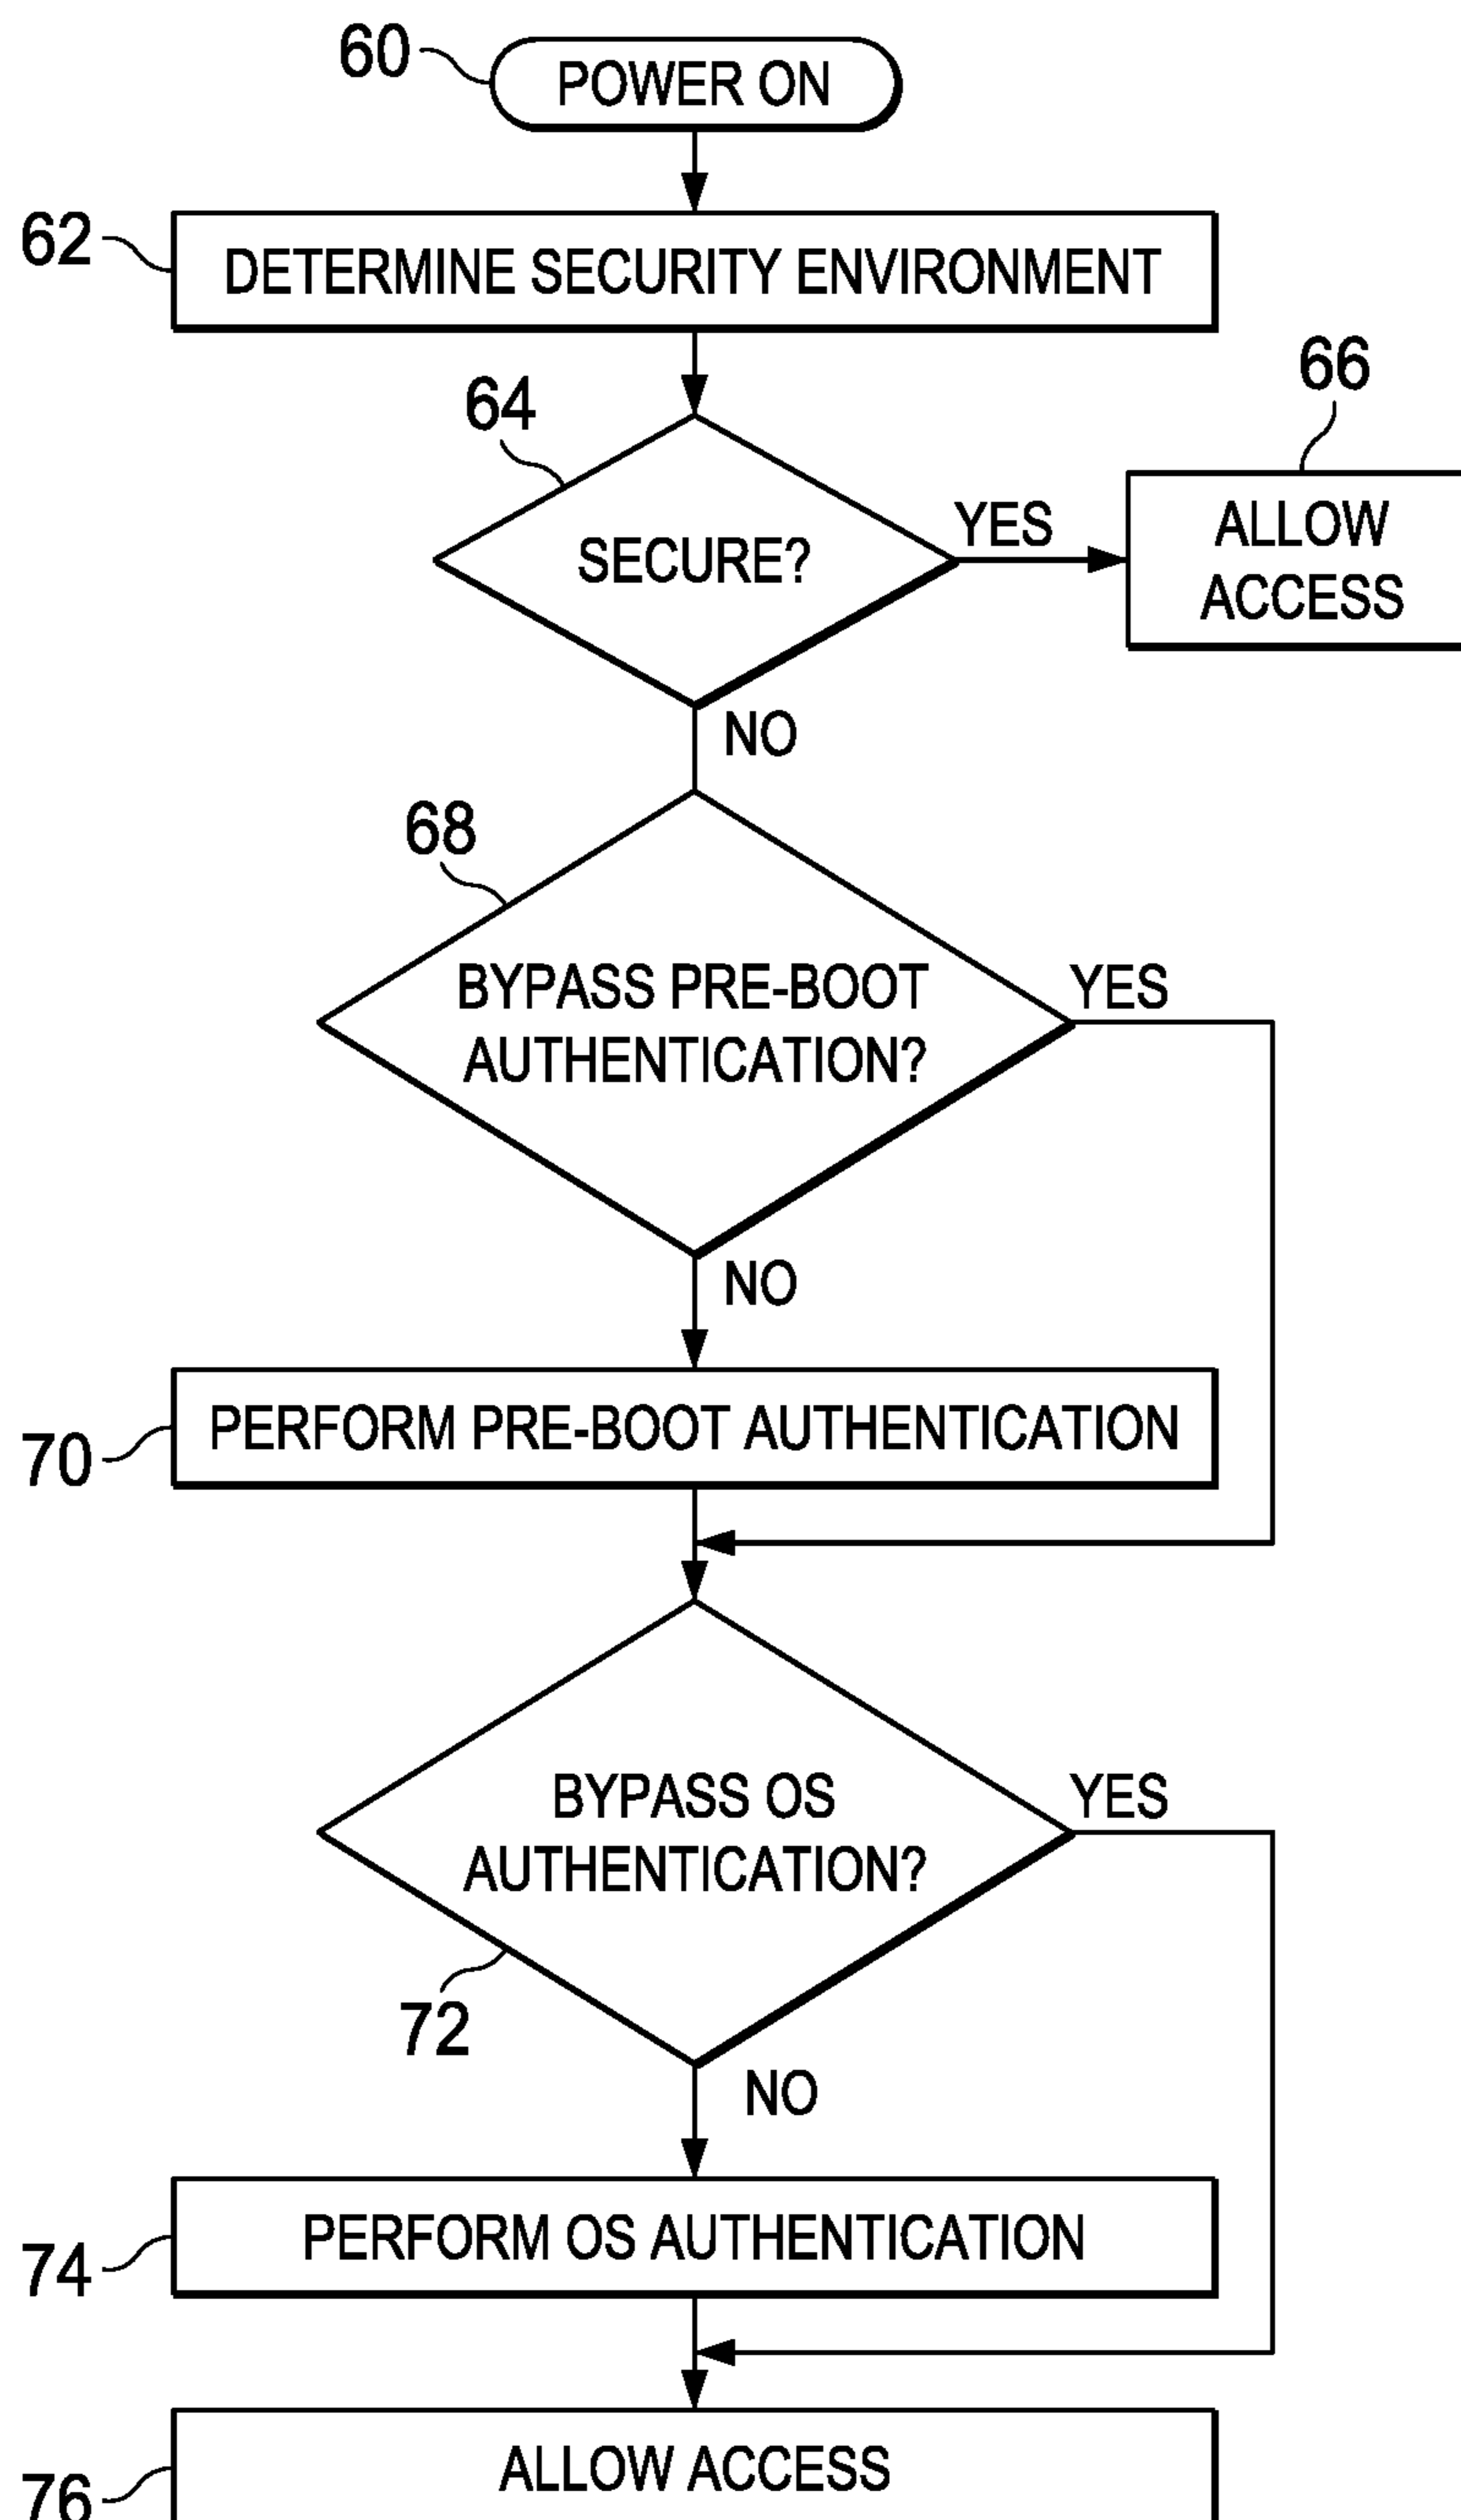 60
POWER ON
62
DETERMINE SECURITY ENVIRONMENT
64
66
SECURE?
YES
ALLOW
ACCESS
NO
68
BYPASS PRE-BOOT
AUTHENTICATION?
YES
NO
70
PERFORM PRE-BOOT AUTHENTICATION
BYPASS OS
AUTHENTICATION?
YES
72
NO
74
PERFORM OS AUTHENTICATION
76
ALLOW ACCESS